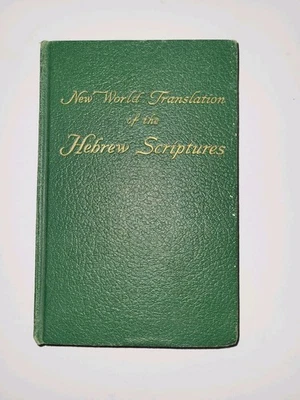 New World Translation
of the
Hebrew Scriptures